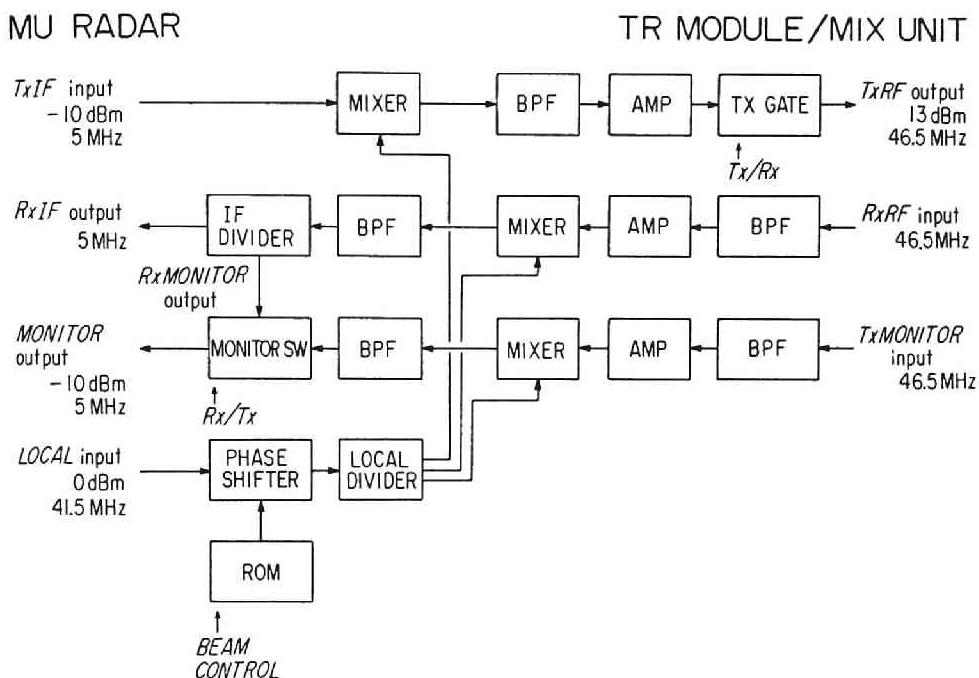 MU RADAR
TR MODULE/MIX UNIT
TxIF input
-10 dBm
5 MHz
MIXER
BPF
AMP
TX GATE
TxRF output
13 dBm
46.5 MHz
Tx/Rx
RxIF output
5 MHz
IF
DIVIDER
BPF
MIXER
AMP
BPF
RxRF input
46.5 MHz
RxMONITOR
output
MONITOR
output
-10 dBm
5 MHz
MONITOR SW
BPF
MIXER
AMP
BPF
TxMONITOR
input
46.5 MHz
Rx/Tx
LOCAL input
0 dBm
41.5 MHz
PHASE
SHIFTER
LOCAL
DIVIDER
ROM
BEAM
CONTROL